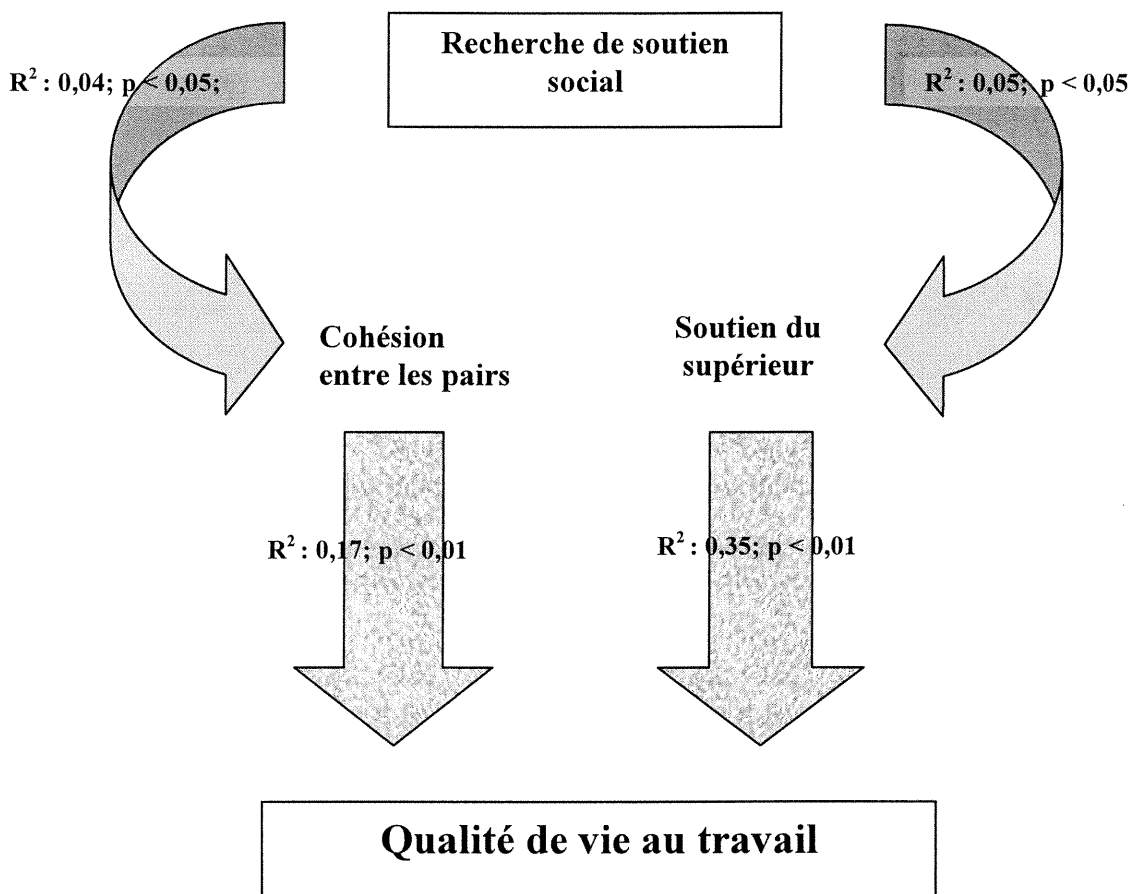 Recherche de soutien
social
R² : 0,04; p < 0,05;
R² : 0,05; p < 0,05
Cohésion
entre les pairs
Soutien du
supérieur
R² : 0,17; p < 0,01
R² : 0,35; p < 0,01
Qualité de vie au travail